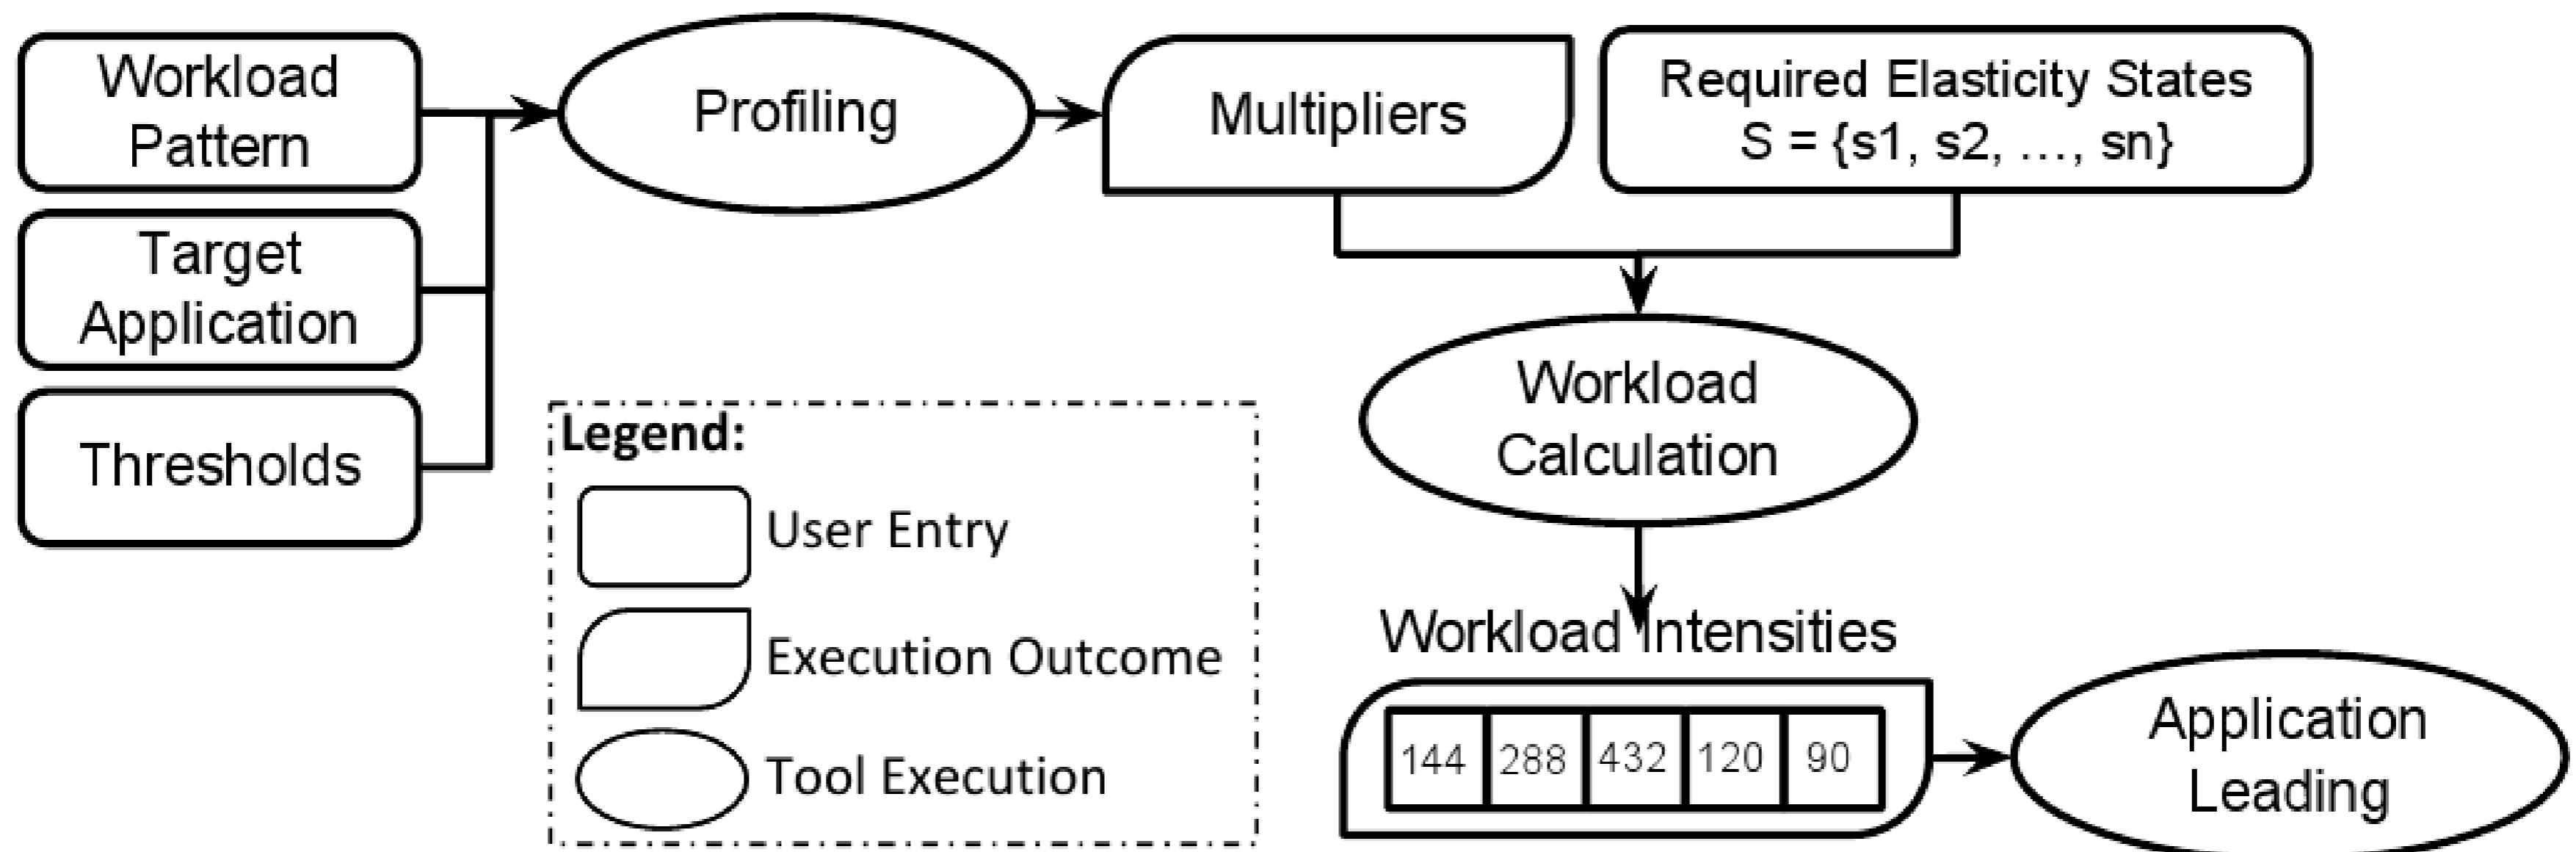 Workload
Pattern
Target
Application
Thresholds
Profiling
Multipliers
Required Elasticity States
S = {s1, s2, ..., sn}
Workload
Calculation
Workload Intensities
144 288 432 120 90
Application
Leading
Legend:
User Entry
Execution Outcome
Tool Execution